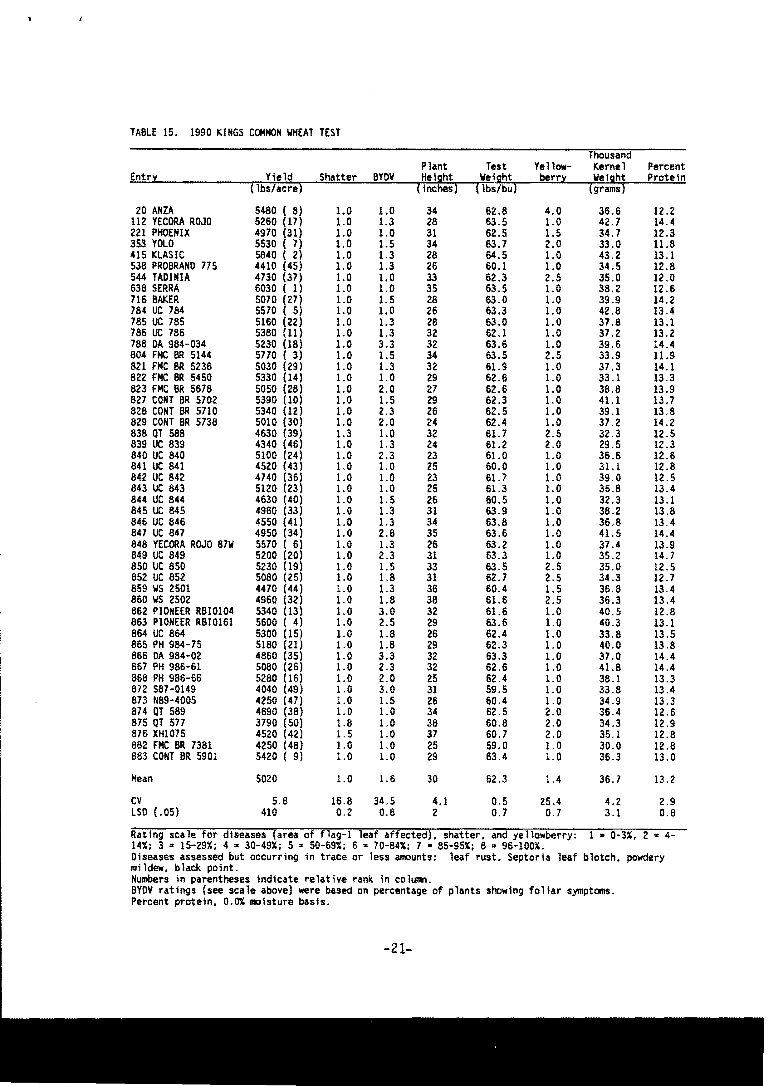 TABLE 15. 1990 KINGS COMMON WHEAT TEST
Thousand
Plant Test Yellow- Kernel Percent
Entry Yield Shatter BYDV Height Weight berry Weight Protein
(lbs/acre) (inches) (lbs/bu) (grams)
20 ANZA 5480 ( 8) 1.0 1.0 34 62.8 4.0 36.6 12.2
112 YECORA ROJO 5260 (17) 1.0 1.3 28 63.5 1.0 42.7 14.4
221 PHOENIX 4970 (31) 1.0 1.0 31 62.5 1.5 34.7 12.3
353 YOLO 5530 ( 7) 1.0 1.5 34 63.7 2.0 33.0 11.8
415 KLASIC 5840 ( 2) 1.0 1.3 28 64.5 1.0 43.2 13.1
538 PROBRAND 775 4410 (45) 1.0 1.3 26 60.1 1.0 34.5 12.8
544 TADINIA 4730 (37) 1.0 1.0 33 62.3 2.5 35.0 12.0
638 SERRA 6030 ( 1) 1.0 1.0 35 63.5 1.0 38.2 12.6
716 BAKER 5070 (27) 1.0 1.5 28 63.0 1.0 39.9 14.2
784 UC 784 5570 ( 5) 1.0 1.0 26 63.3 1.0 42.8 13.4
785 UC 785 5160 (22) 1.0 1.3 28 63.0 1.0 37.8 13.1
786 UC 786 5380 (11) 1.0 1.3 32 62.1 1.0 37.2 13.2
788 DA 984-034 5230 (18) 1.0 3.3 32 63.6 1.0 39.6 14.4
804 FMC BR 5144 5770 ( 3) 1.0 1.5 34 63.5 2.5 33.9 11.9
821 FMC BR 5236 5030 (29) 1.0 1.3 32 61.9 1.0 37.3 14.1
822 FMC BR 5450 5330 (14) 1.0 1.0 29 62.6 1.0 33.1 13.3
823 FMC BR 5678 5050 (28) 1.0 2.0 27 62.6 1.0 38.8 13.9
827 CONT BR 5702 5390 (10) 1.0 1.5 29 62.3 1.0 41.1 13.7
828 CONT BR 5710 5340 (12) 1.0 2.3 26 62.5 1.0 39.1 13.8
829 CONT BR 5738 5010 (30) 1.0 2.0 24 62.4 1.0 37.2 14.2
838 QT 588 4630 (39) 1.3 1.0 32 61.7 2.5 32.3 12.5
839 UC 839 4340 (46) 1.0 1.3 24 61.2 2.0 29.5 12.3
840 UC 840 5100 (24) 1.0 2.3 23 61.0 1.0 36.6 12.6
841 UC 841 4520 (43) 1.0 1.0 25 60.0 1.0 31.1 12.8
842 UC 842 4740 (36) 1.0 1.0 23 61.7 1.0 39.0 12.5
843 UC 843 5120 (23) 1.0 1.0 25 61.3 1.0 35.8 13.4
844 UC 844 4630 (40) 1.0 1.5 26 60.5 1.0 32.3 13.1
845 UC 845 4960 (33) 1.0 1.3 31 63.9 1.0 38.2 13.8
846 UC 846 4550 (41) 1.0 1.3 34 63.8 1.0 36.8 13.4
847 UC 847 4950 (34) 1.0 2.8 35 63.6 1.0 41.5 14.4
848 YECORA ROJO 87W 5570 ( 6) 1.0 1.3 26 63.2 1.0 37.4 13.9
849 UC 849 5200 (20) 1.0 2.3 31 63.3 1.0 35.2 14.7
850 UC 850 5230 (19) 1.0 1.5 33 63.5 2.5 35.0 12.5
852 UC 852 5080 (25) 1.0 1.8 31 62.7 2.5 34.3 12.7
859 WS 2501 4470 (44) 1.0 1.3 36 60.4 1.5 36.8 13.4
860 WS 2502 4960 (32) 1.0 1.8 38 61.6 2.5 36.3 13.4
862 PIONEER RBI0104 5340 (13) 1.0 3.0 32 61.6 1.0 40.5 12.8
863 PIONEER RBI0161 5600 ( 4) 1.0 2.5 29 63.6 1.0 40.3 13.1
864 UC 864 5300 (15) 1.0 1.8 26 62.4 1.0 33.8 13.5
865 PH 984-75 5180 (21) 1.0 1.8 29 62.3 1.0 40.0 13.8
866 DA 984-02 4860 (35) 1.0 3.3 32 63.3 1.0 37.0 14.4
867 PH 986-61 5080 (26) 1.0 2.3 32 62.6 1.0 41.8 14.4
868 PH 986-66 5280 (16) 1.0 2.0 25 62.4 1.0 38.1 13.3
872 S87-0149 4040 (49) 1.0 3.0 31 59.5 1.0 33.8 13.4
873 N89-4005 4250 (47) 1.0 1.5 26 60.4 1.0 34.9 13.3
874 QT 589 4690 (38) 1.0 1.0 34 62.5 2.0 36.4 12.6
875 QT 577 3790 (50) 1.8 1.0 38 60.8 2.0 34.3 12.9
876 XH1075 4520 (42) 1.5 1.0 37 60.7 2.0 35.1 12.8
882 FMC BR 7381 4250 (48) 1.0 1.0 25 59.0 1.0 30.0 12.8
883 CONT BR 5901 5420 ( 9) 1.0 1.0 29 63.4 1.0 36.3 13.0
Mean 5020 1.0 1.6 30 62.3 1.4 36.7 13.2
CV 5.8 16.8 34.5 4.1 0.5 25.4 4.2 2.9
LSD (.05) 410 0.2 0.8 2 0.7 0.7 3.1 0.8
Rating scale for diseases (area of flag-1 leaf affected), shatter, and yellowberry: 1 = 0-3%, 2 = 4-
14%; 3 = 15-29%; 4 = 30-49%; 5 = 50-69%; 6 = 70-84%; 7 = 85-95%; 8 = 96-100%.
Diseases assessed but occurring in trace or less amounts: leaf rust, Septoria leaf blotch, powdery
mildew, black point.
Numbers in parentheses indicate relative rank in column.
BYDV ratings (see scale above) were based on percentage of plants showing foliar symptoms.
Percent protein, 0.0% moisture basis.
-21-